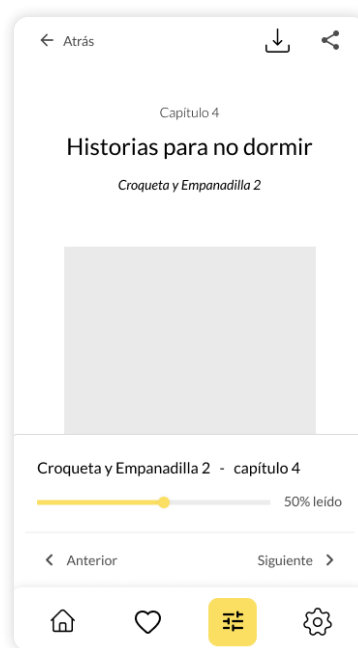 Atrás
Capítulo 4
Historias para no dormir
Croqueta y Empanadilla 2
Croqueta y Empanadilla 2 - capítulo 4
50% leído
Anterior
Siguiente